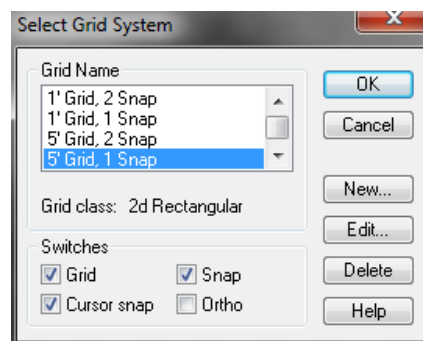 Select Grid System
Grid Name
1' Grid, 2 Snap
1' Grid, 1 Snap
5' Grid, 2 Snap
5' Grid, 1 Snap
Grid class: 2d Rectangular
Switches
Grid
Snap
Cursor snap
Ortho
OK
Cancel
New...
Edit...
Delete
Help